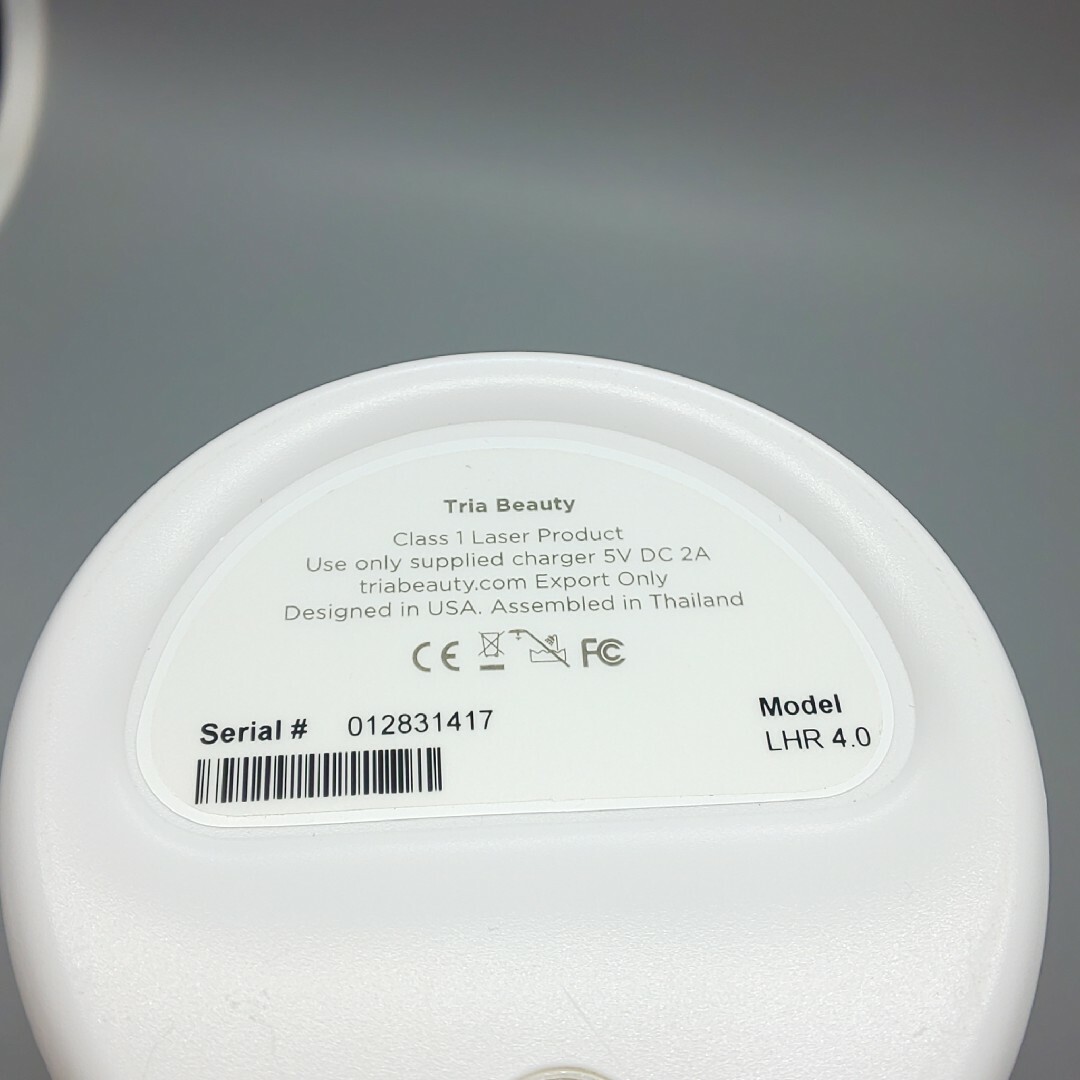 Tria Beauty
Class 1 Laser Product
Use only supplied charger 5V DC 2A
triabeauty.com Export Only
Designed in USA. Assembled in Thailand
CE FC
Serial # 012831417
Model
LHR 4.0